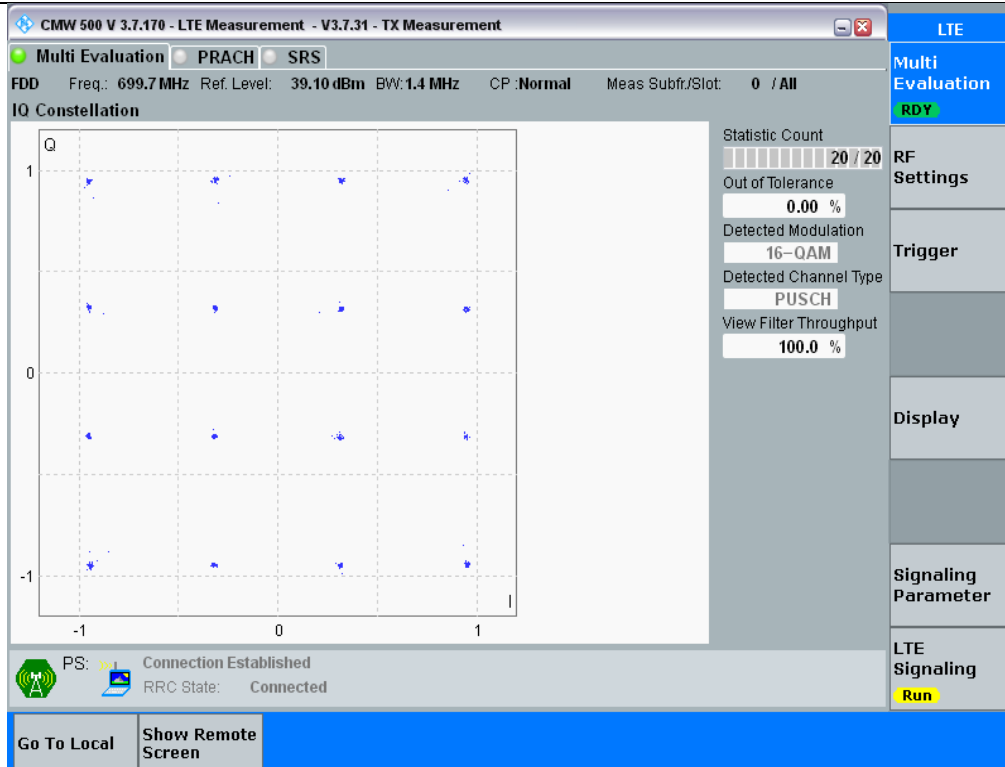 CMW 500 V 3.7.170 - LTE Measurement - V3.7.31 - TX Measurement
Multi Evaluation PRACH SRS
FDD Freq.: 699.7 MHz Ref. Level: 39.10 dBm BW: 1.4 MHz CP :Normal Meas Subfr./Slot: 0 / All
IQ Constellation
Q
1
0
-1
I
-1 0 1
Statistic Count
20 / 20
Out of Tolerance
0.00 %
Detected Modulation
16-QAM
Detected Channel Type
PUSCH
View Filter Throughput
100.0 %
PS: Connection Established
RRC State: Connected
LTE
Multi
Evaluation
RDY
RF
Settings
Trigger
Display
Signaling
Parameter
LTE
Signaling
Run
Go To Local
Show Remote
Screen